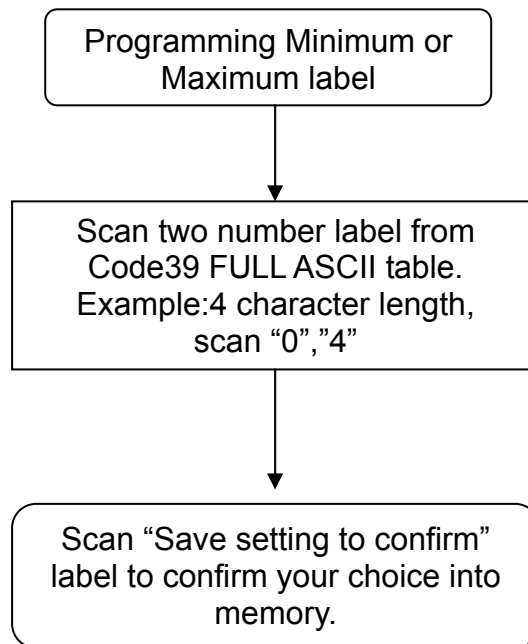 Programming Minimum or
Maximum label
Scan two number label from
Code39 FULL ASCII table.
Example:4 character length,
scan “0”,”4”
Scan “Save setting to confirm”
label to confirm your choice into
memory.